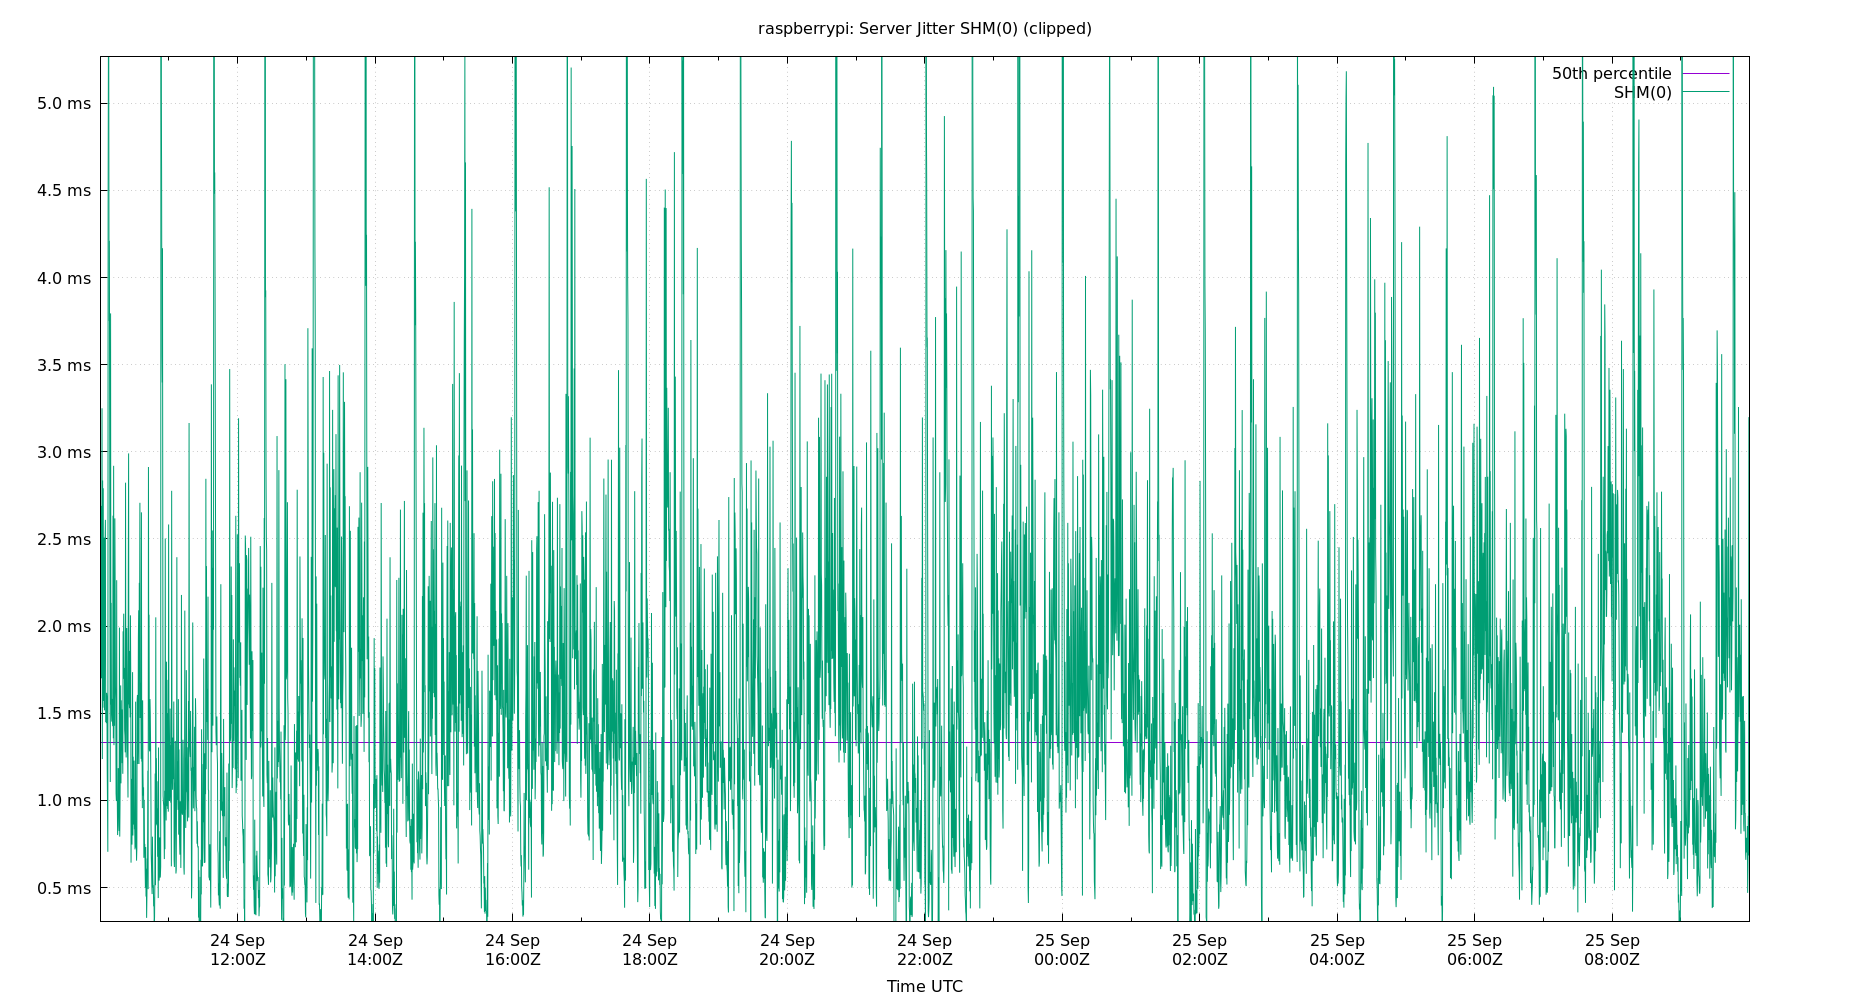 raspberrypi: Server Jitter SHM(0) (clipped)
50th percentile
SHM(0)
5.0 ms
4.5 ms
4.0 ms
3.5 ms
3.0 ms
2.5 ms
2.0 ms
1.5 ms
1.0 ms
0.5 ms
24 Sep 24 Sep 24 Sep 24 Sep 24 Sep 24 Sep 25 Sep 25 Sep 25 Sep 25 Sep 25 Sep
12:00Z 14:00Z 16:00Z 18:00Z 20:00Z 22:00Z 00:00Z 02:00Z 04:00Z 06:00Z 08:00Z
Time UTC